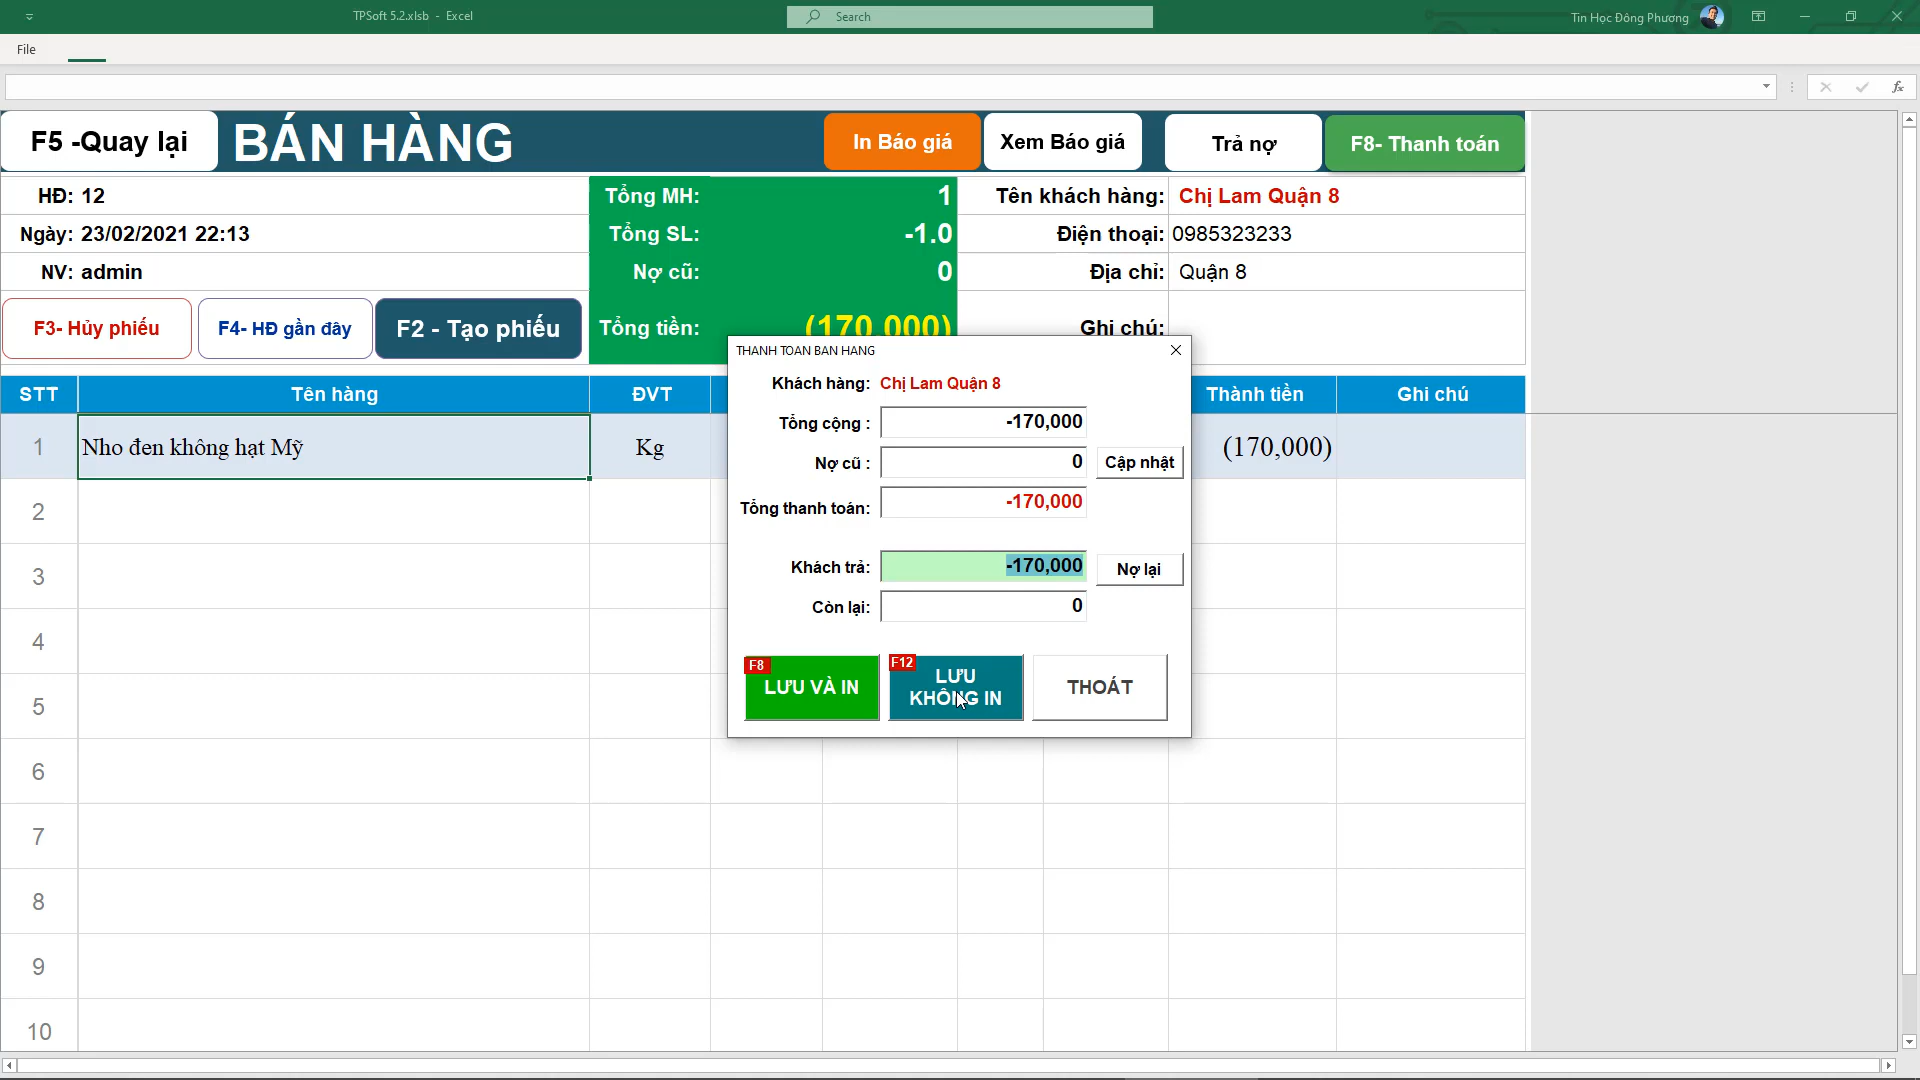 TPSoft 5.2.xlsb - Excel
Search
Tin Học Đông Phương
File
fx
F5 -Quay lại
BÁN HÀNG
In Báo giá
Xem Báo giá
Trả nợ
F8- Thanh toán
HĐ: 12
Tổng MH: 1
Tên khách hàng: Chị Lam Quận 8
Ngày: 23/02/2021 22:13
Tổng SL: -1.0
Điện thoại: 0985323233
NV: admin
Nợ cũ: 0
Địa chỉ: Quận 8
F3- Hủy phiếu
F4- HĐ gần đây
F2 - Tạo phiếu
Tổng tiền: (170,000)
Ghi chú:
STT
Tên hàng
ĐVT
Thành tiền
Ghi chú
1
Nho đen không hạt Mỹ
Kg
(170,000)
2
3
4
5
6
7
8
9
10
THANH TOAN BAN HANG
Khách hàng: Chị Lam Quận 8
Tổng cộng : -170,000
Nợ cũ : 0
Cập nhật
Tổng thanh toán: -170,000
Khách trả: -170,000
Nợ lại
Còn lại: 0
F8
LƯU VÀ IN
F12
LƯU
KHÔNG IN
THOÁT